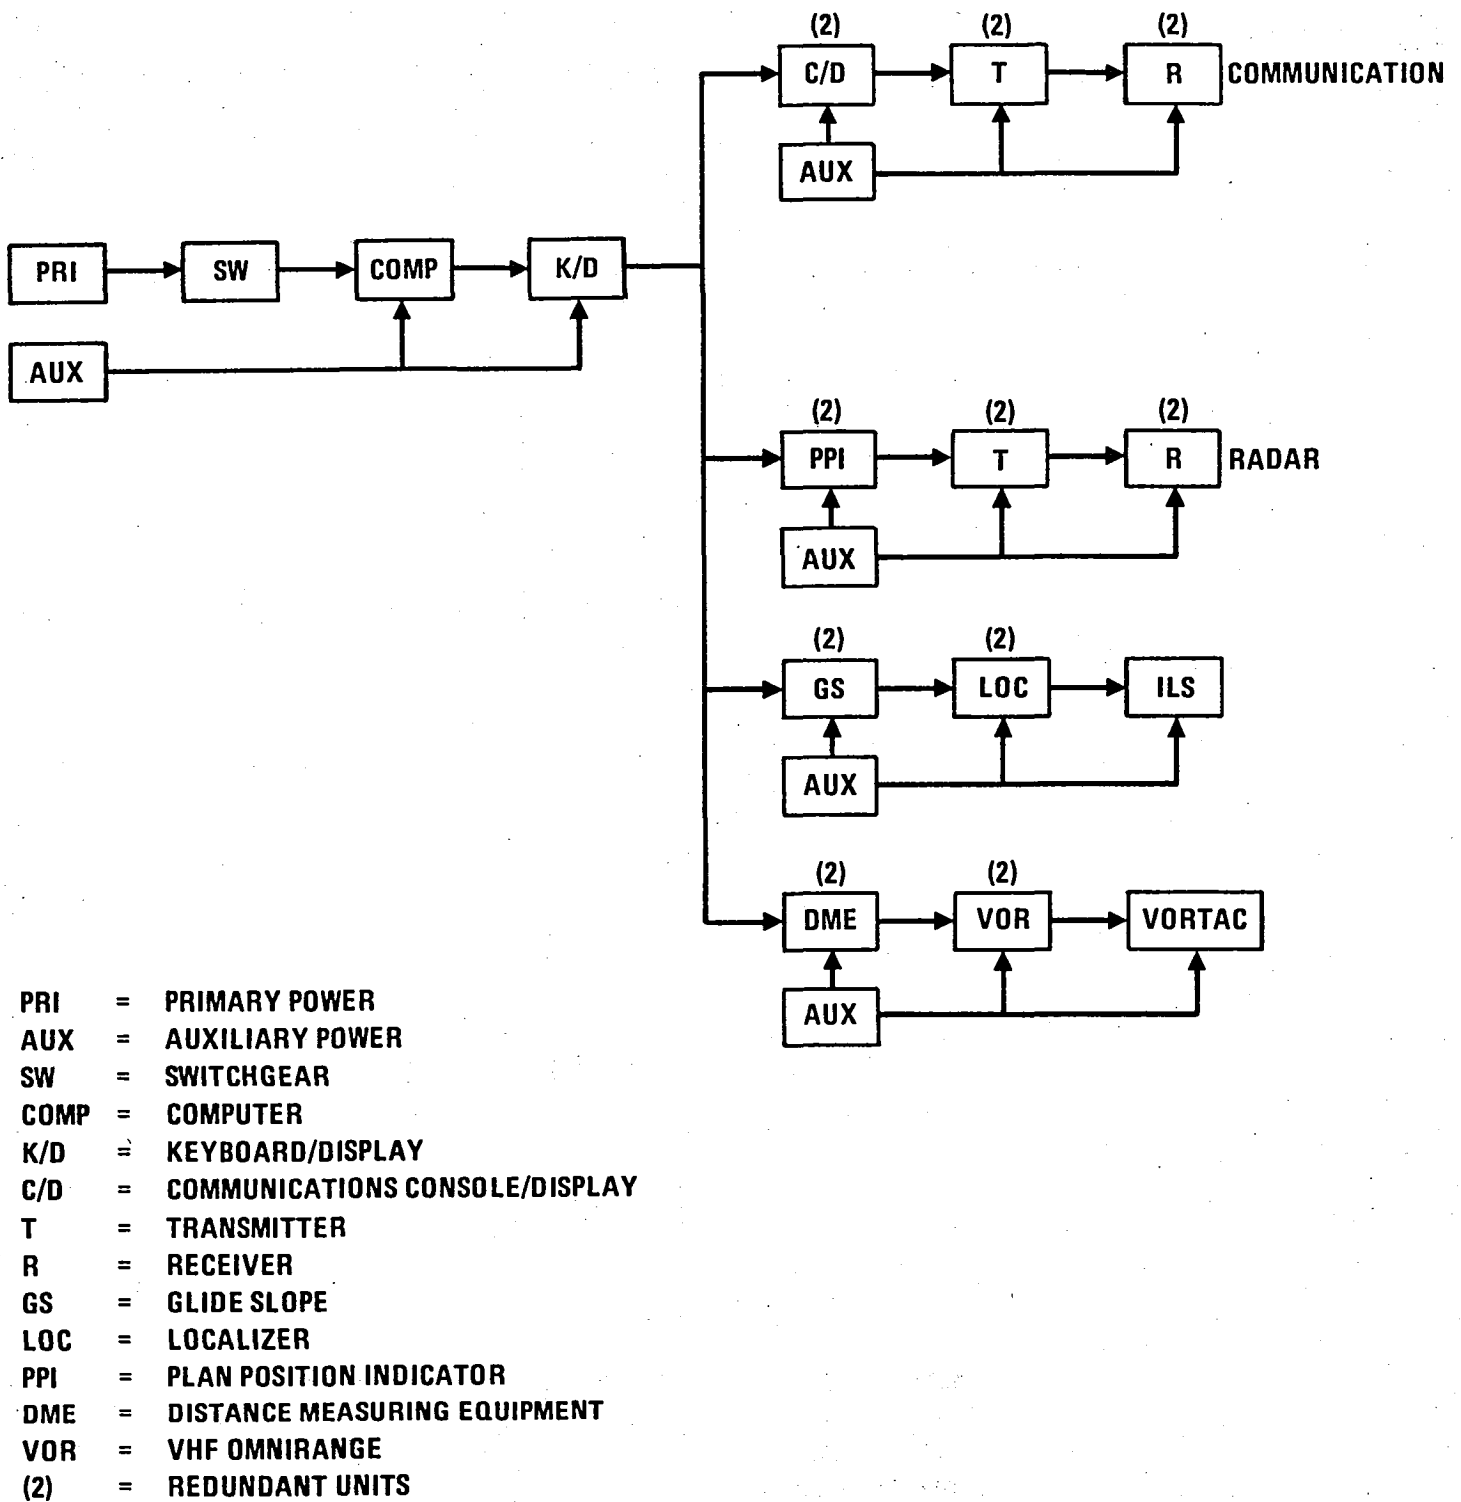 (2) (2) (2)
C/D T R COMMUNICATION
AUX
PRI SW COMP K/D
AUX
(2) (2) (2)
PPI T R RADAR
AUX
(2) (2)
GS LOC ILS
AUX
(2) (2)
DME VOR VORTAC
AUX
PRI = PRIMARY POWER
AUX = AUXILIARY POWER
SW = SWITCHGEAR
COMP = COMPUTER
K/D = KEYBOARD/DISPLAY
C/D = COMMUNICATIONS CONSOLE/DISPLAY
T = TRANSMITTER
R = RECEIVER
GS = GLIDE SLOPE
LOC = LOCALIZER
PPI = PLAN POSITION INDICATOR
DME = DISTANCE MEASURING EQUIPMENT
VOR = VHF OMNIRANGE
(2) = REDUNDANT UNITS